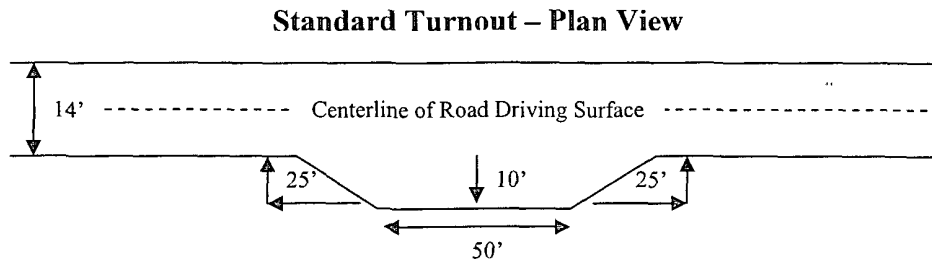 Standard Turnout – Plan View
14'
Centerline of Road Driving Surface
25'
10'
25'
50'